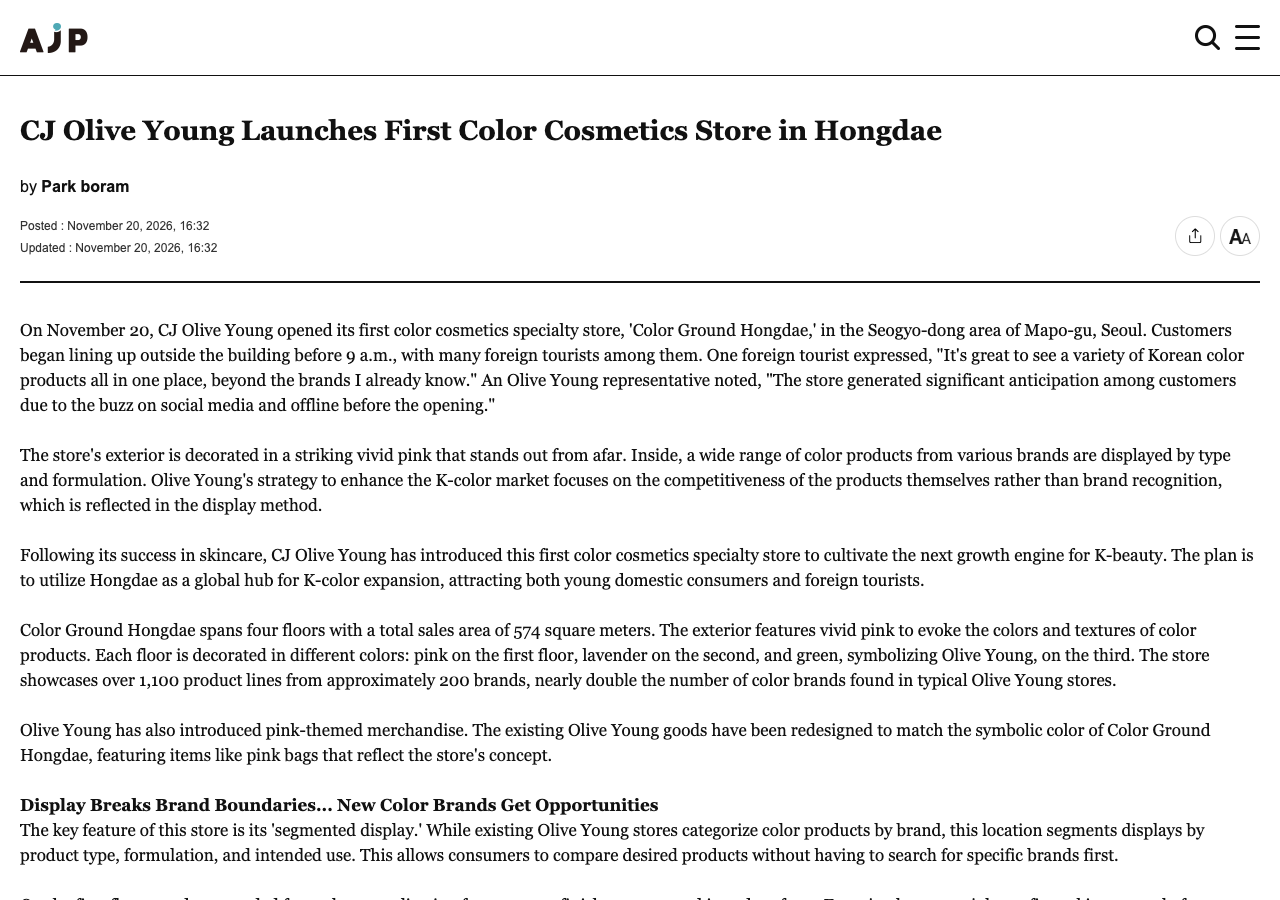 AJP
CJ Olive Young Launches First Color Cosmetics Store in Hongdae
by Park boram
Posted : November 20, 2026, 16:32
Updated : November 20, 2026, 16:32
AA
On November 20, CJ Olive Young opened its first color cosmetics specialty store, 'Color Ground Hongdae,' in the Seogyo-dong area of Mapo-gu, Seoul. Customers
began lining up outside the building before 9 a.m., with many foreign tourists among them. One foreign tourist expressed, "It's great to see a variety of Korean color
products all in one place, beyond the brands I already know." An Olive Young representative noted, "The store generated significant anticipation among customers
due to the buzz on social media and offline before the opening."
The store's exterior is decorated in a striking vivid pink that stands out from afar. Inside, a wide range of color products from various brands are displayed by type
and formulation. Olive Young's strategy to enhance the K-color market focuses on the competitiveness of the products themselves rather than brand recognition,
which is reflected in the display method.
Following its success in skincare, CJ Olive Young has introduced this first color cosmetics specialty store to cultivate the next growth engine for K-beauty. The plan is
to utilize Hongdae as a global hub for K-color expansion, attracting both young domestic consumers and foreign tourists.
Color Ground Hongdae spans four floors with a total sales area of 574 square meters. The exterior features vivid pink to evoke the colors and textures of color
products. Each floor is decorated in different colors: pink on the first floor, lavender on the second, and green, symbolizing Olive Young, on the third. The store
showcases over 1,100 product lines from approximately 200 brands, nearly double the number of color brands found in typical Olive Young stores.
Olive Young has also introduced pink-themed merchandise. The existing Olive Young goods have been redesigned to match the symbolic color of Color Ground
Hongdae, featuring items like pink bags that reflect the store's concept.
Display Breaks Brand Boundaries... New Color Brands Get Opportunities
The key feature of this store is its 'segmented display.' While existing Olive Young stores categorize color products by brand, this location segments displays by
product type, formulation, and intended use. This allows consumers to compare desired products without having to search for specific brands first.